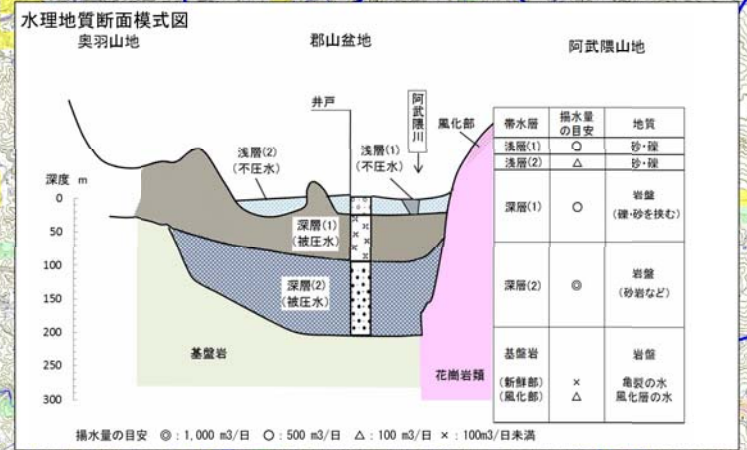 水理地質断面模式図
奥羽山地
郡山盆地
阿武隈山地
井戸
阿武隈川
風化部
浅層(2)
(不圧水)
浅層(1)
(不圧水)
深度 m
0
50
100
150
200
250
300
深層(1)
(被圧水)
深層(2)
(被圧水)
基盤岩
花崗岩類
帯水層 揚水量の目安 地質
浅層(1) ○ 砂・礫
浅層(2) △ 砂・礫
深層(1) ○ 岩盤
(礫・砂を挟む)
深層(2) ◎ 岩盤
(砂岩など)
基盤岩 岩盤
(新鮮部) × 亀裂の水
(風化部) △ 風化層の水
揚水量の目安 ◎:1,000 m3/日 ○:500 m3/日 △:100 m3/日 ×:100m3/日未満